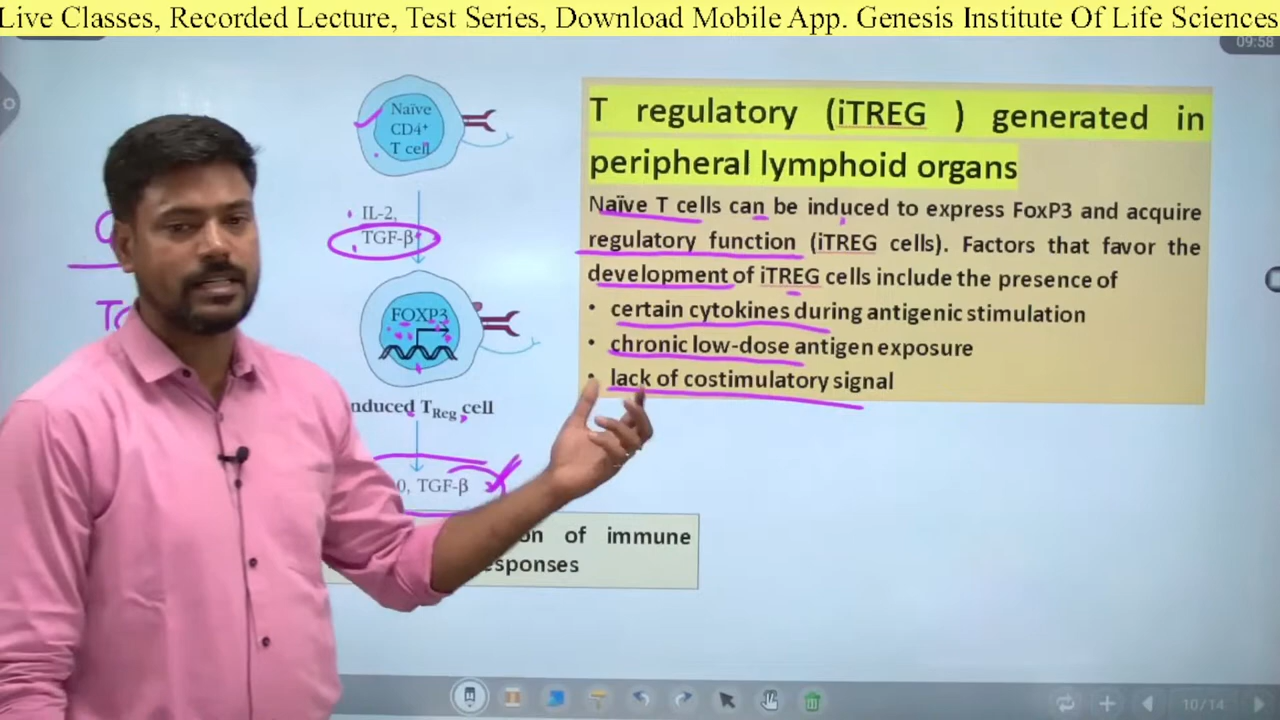 Live Classes, Recorded Lecture, Test Series, Download Mobile App. Genesis Institute Of Life Sciences
09:58
Naïve
CD4+
T cell
IL-2,
TGF-β
FOXP3
nduced TReg cell
0, TGF-β
on of immune
sponses
T regulatory (iTREG ) generated in
peripheral lymphoid organs
Naïve T cells can be induced to express FoxP3 and acquire
regulatory function (iTREG cells). Factors that favor the
development of iTREG cells include the presence of
• certain cytokines during antigenic stimulation
• chronic low-dose antigen exposure
• lack of costimulatory signal
10/14